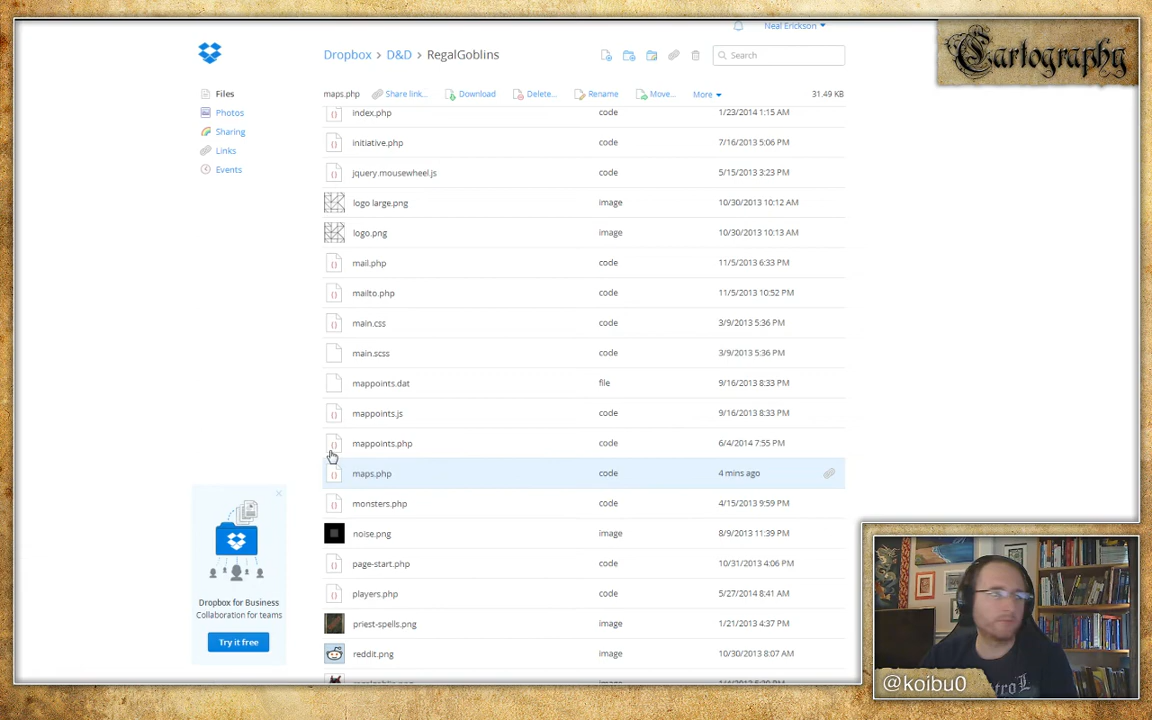 Neal Erickson
Cartography
Dropbox > D&D > RegalGoblins
Search
Files
Photos
Sharing
Links
Events
maps.php Share link... Download Delete... Rename Move... More 31.49 KB
index.php code 1/23/2014 1:15 AM
initiative.php code 7/16/2013 5:06 PM
jquery.mousewheel.js code 5/15/2013 3:23 PM
logo large.png image 10/30/2013 10:12 AM
logo.png image 10/30/2013 10:13 AM
mail.php code 11/5/2013 6:33 PM
mailto.php code 11/5/2013 10:52 PM
main.css code 3/9/2013 5:36 PM
main.scss code 3/9/2013 5:36 PM
mappoints.dat file 9/16/2013 8:33 PM
mappoints.js code 9/16/2013 8:33 PM
mappoints.php code 6/4/2014 7:55 PM
maps.php code 4 mins ago
monsters.php code 4/15/2013 9:59 PM
noise.png image 8/9/2013 11:39 PM
page-start.php code 10/31/2013 4:06 PM
players.php code 5/27/2014 8:41 AM
priest-spells.png image 1/21/2013 4:37 PM
reddit.png image 10/30/2013 8:07 AM
Dropbox for Business
Collaboration for teams
Try it free
@koibu0